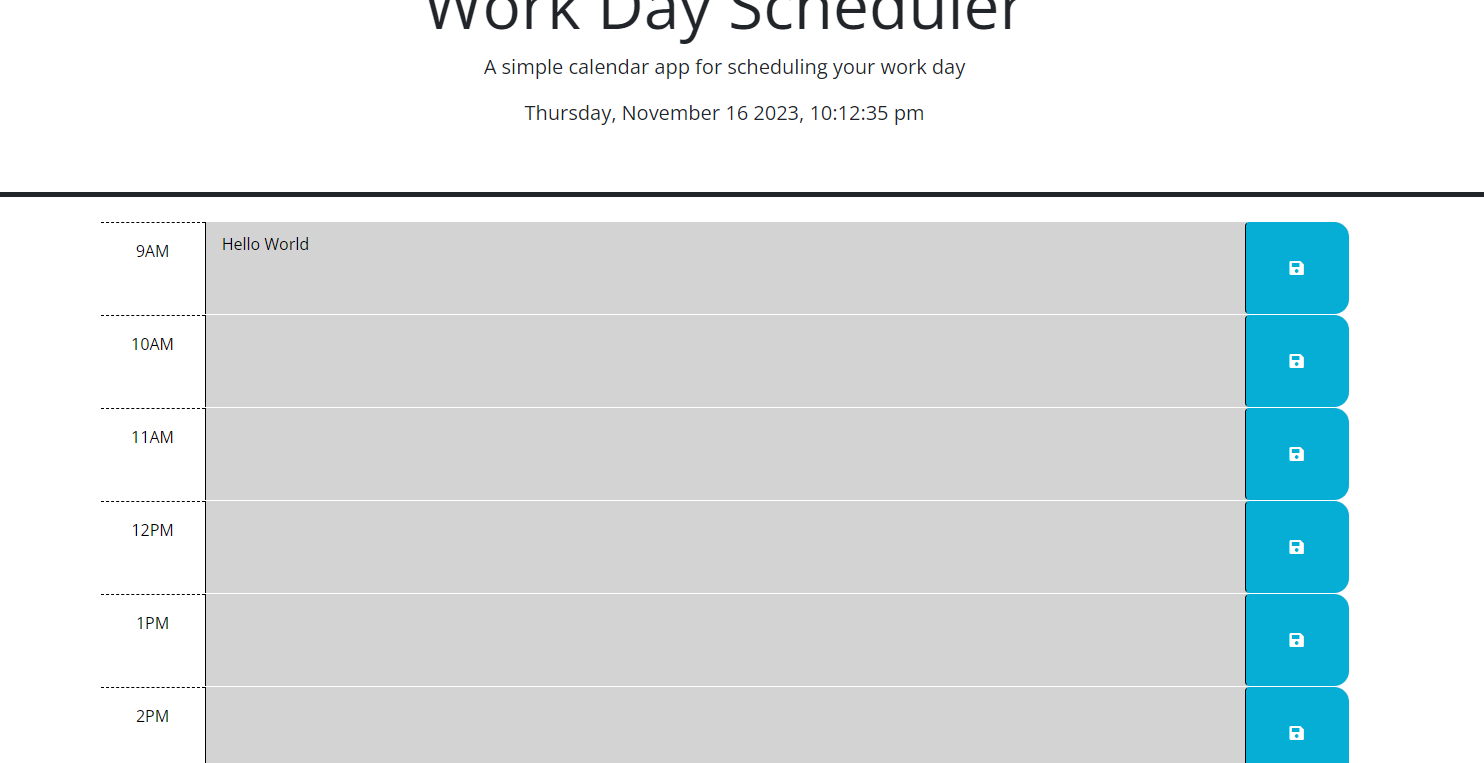 Work Day Scheduler
A simple calendar app for scheduling your work day
Thursday, November 16 2023, 10:12:35 pm
9AM
Hello World
10AM
11AM
12PM
1PM
2PM